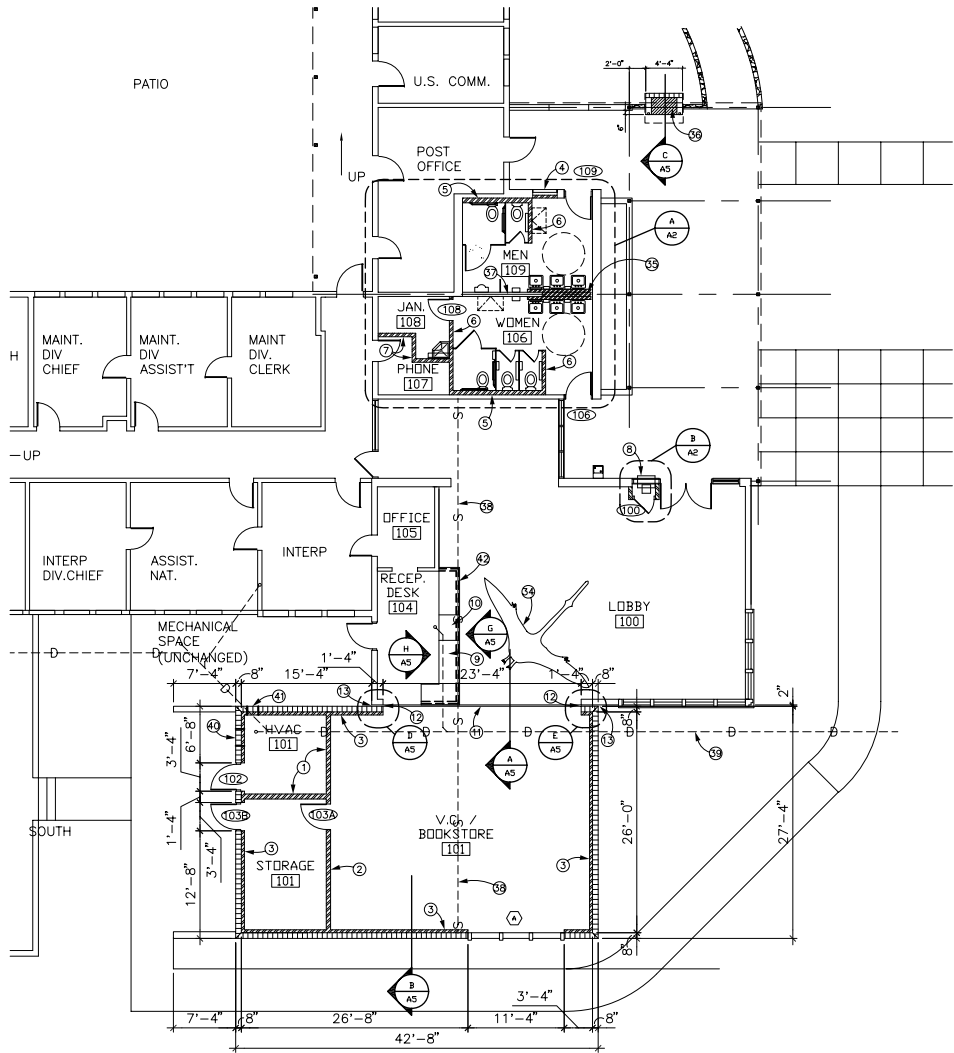 PATIO
U.S. COMM.
2'-0"
4'-4"
6"
36
C
A5
POST
OFFICE
UP
4
109
5
6
A
A2
MEN
109
37
35
JAN.
108
108
6
WOMEN
106
7
PHONE
107
6
5
106
H
MAINT.
DIV
CHIEF
MAINT.
DIV
ASSIS'T
MAINT
DIV.
CLERK
UP
B
A2
8
100
S
38
S
OFFICE
105
42
INTERP
DIV.CHIEF
ASSIST.
NAT.
INTERP
RECEP.
DESK
104
10
34
LOBBY
100
G
A5
H
A5
9
MECHANICAL
SPACE
(UNCHANGED)
D
D
D
7'-4"
8"
15'-4"
1'-4"
23'-4"
1'-4"
8"
2"
41
13
12
12
13
8"
S
11
40
HVAC
101
3
D
A5
D
D
D
D
E
A5
D
D
39
3'-4"
6'-8"
1
A
A5
102
103B
103A
SOUTH
1'-4"
3'-4"
12'-8"
3
STORAGE
101
2
V.C. /
BOOKSTORE
101
S
3
26'-0"
27'-4"
38
3
S
A
8"
B
A5
3'-4"
7'-4"
8"
26'-8"
11'-4"
8"
42'-8"